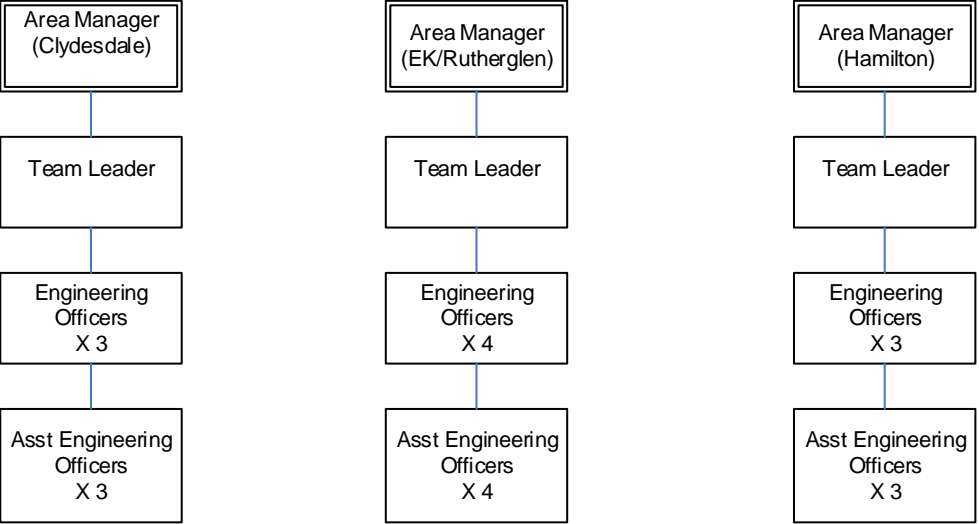 Area Manager
(Clydesdale)
Team Leader
Engineering
Officers
X 3
Asst Engineering
Officers
X 3
Area Manager
(EK/Rutherglen)
Team Leader
Engineering
Officers
X 4
Asst Engineering
Officers
X 4
Area Manager
(Hamilton)
Team Leader
Engineering
Officers
X 3
Asst Engineering
Officers
X 3